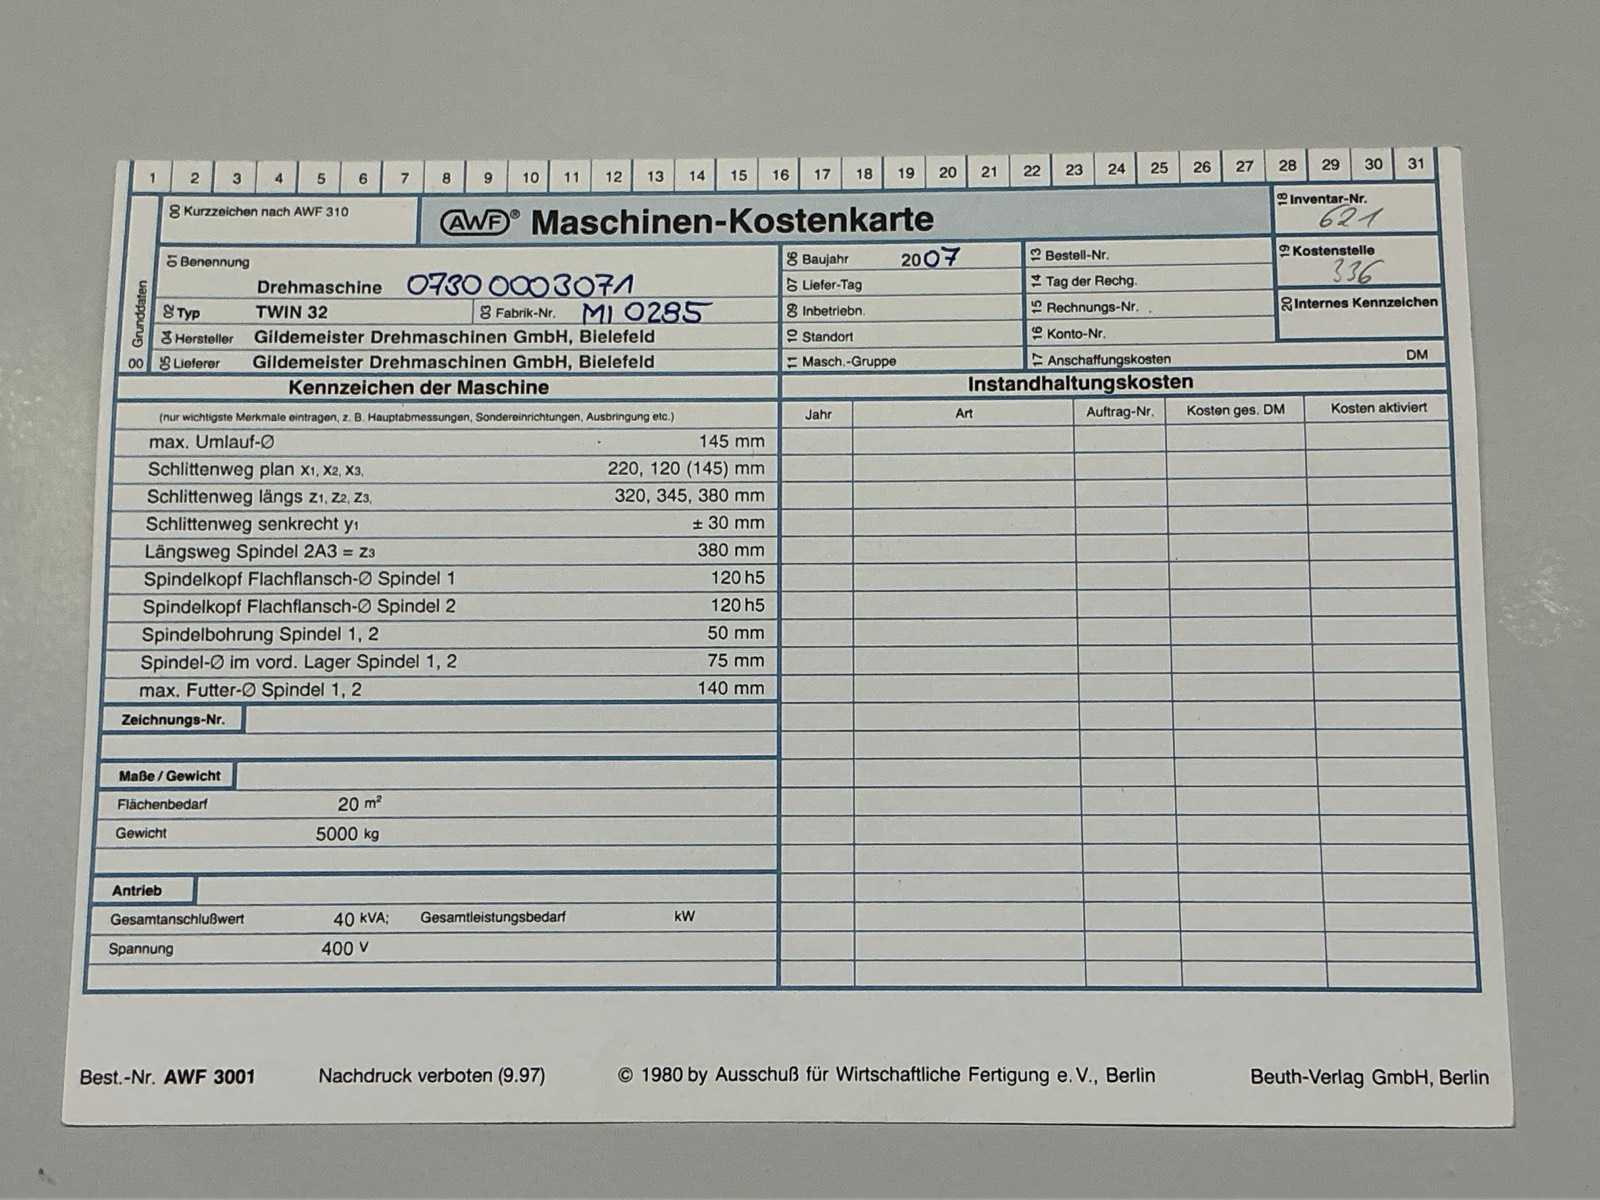 1 2 3 4 5 6 7 8 9 10 11 12 13 14 15 16 17 18 19 20 21 22 23 24 25 26 27 28 29 30 31
00 Grunddaten
00 Kurzzeichen nach AWF 310
AWF® Maschinen-Kostenkarte
18 Inventar-Nr.
621
01 Benennung
Drehmaschine 07300003071
02 Typ TWIN 32 03 Fabrik-Nr. MI 0285
04 Hersteller Gildemeister Drehmaschinen GmbH, Bielefeld
05 Lieferer Gildemeister Drehmaschinen GmbH, Bielefeld
06 Baujahr 2007
07 Liefer-Tag
09 Inbetriebn.
10 Standort
11 Masch.-Gruppe
13 Bestell-Nr.
14 Tag der Rechg.
15 Rechnungs-Nr.
16 Konto-Nr.
17 Anschaffungskosten DM
19 Kostenstelle
336
20 Internes Kennzeichen
Kennzeichen der Maschine
(nur wichtigste Merkmale eintragen, z. B. Hauptabmessungen, Sondereinrichtungen, Ausbringung etc.)
max. Umlauf-Ø 145 mm
Schlittenweg plan x1, x2, x3, 220, 120 (145) mm
Schlittenweg längs z1, z2, z3, 320, 345, 380 mm
Schlittenweg senkrecht y1 ± 30 mm
Längsweg Spindel 2A3 = z3 380 mm
Spindelkopf Flachflansch-Ø Spindel 1 120 h5
Spindelkopf Flachflansch-Ø Spindel 2 120 h5
Spindelbohrung Spindel 1, 2 50 mm
Spindel-Ø im vord. Lager Spindel 1, 2 75 mm
max. Futter-Ø Spindel 1, 2 140 mm
Zeichnungs-Nr.
Maße / Gewicht
Flächenbedarf 20 m²
Gewicht 5000 kg
Antrieb
Gesamtanschlußwert 40 kVA; Gesamtleistungsbedarf kW
Spannung 400 V
Instandhaltungskosten
Jahr Art Auftrag-Nr. Kosten ges. DM Kosten aktiviert
Best.-Nr. AWF 3001 Nachdruck verboten (9.97) © 1980 by Ausschuß für Wirtschaftliche Fertigung e. V., Berlin Beuth-Verlag GmbH, Berlin